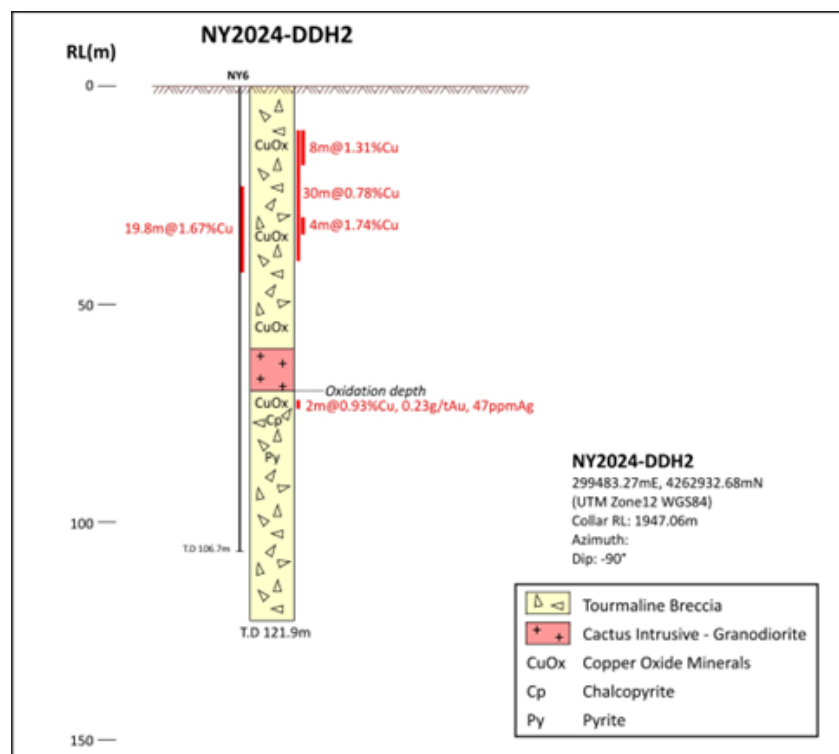 NY2024-DDH2
RL(m)
NY6
0
CuOx
8m@1.31%Cu
30m@0.78%Cu
19.8m@1.67%Cu
4m@1.74%Cu
CuOx
50
CuOx
Oxidation depth
CuOx
2m@0.93%Cu, 0.23g/tAu, 47ppmAg
Cp
Py
100
T.D 106.7m
T.D 121.9m
150
NY2024-DDH2
299483.27mE, 4262932.68mN
(UTM Zone12 WGS84)
Collar RL: 1947.06m
Azimuth:
Dip: -90°
Tourmaline Breccia
Cactus Intrusive - Granodiorite
CuOx Copper Oxide Minerals
Cp Chalcopyrite
Py Pyrite